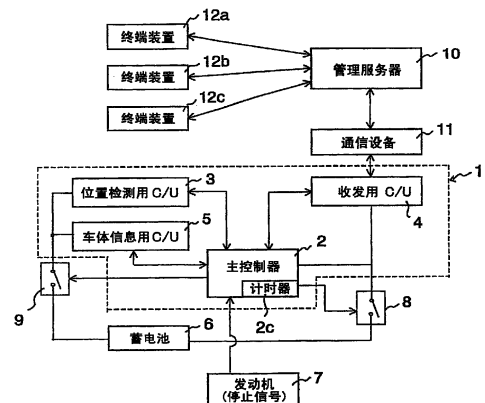 12a
终端装置
12b
终端装置
12c
终端装置
10
管理服务器
11
通信设备
1
3
位置检测用 C/U
收发用 C/U
4
5
车体信息用 C/U
2
主控制器
计时器
2c
9
8
6
蓄电池
7
发动机
(停止信号)